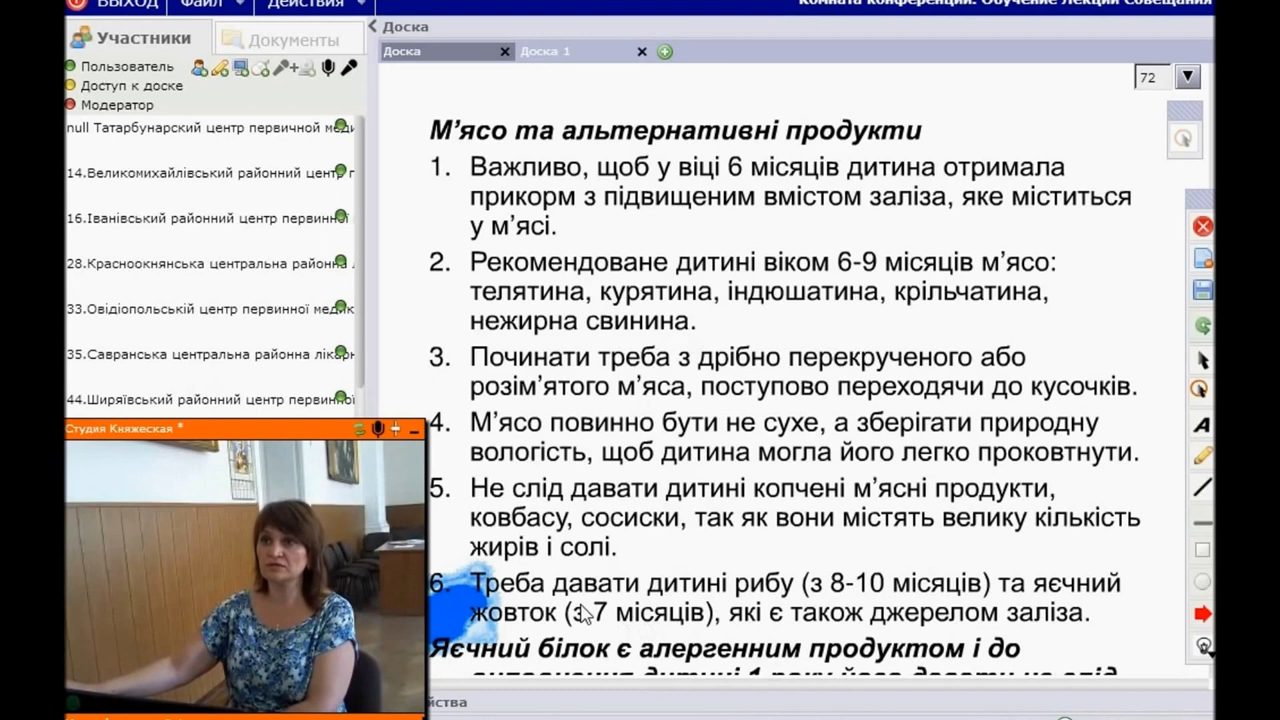 ВЫХОД Файл Действия
Комната конференций: Обучение Лекции Совещания
Участники Документы
Пользователь
Доступ к доске
Модератор
null Татарбунарский центр первичной меди
14.Великомихайлівський районний центр п
16.Іванівський районний центр первинної
28.Красноокнянська центральна районна л
33.Овідіопольській центр первинної медик
35.Савранська центральна районна лікарн
44.Ширяївський районний центр первинної
Студия Княжеская *
Доска
Доска Доска 1
72
М’ясо та альтернативні продукти
1. Важливо, щоб у віці 6 місяців дитина отримала
прикорм з підвищеним вмістом заліза, яке міститься
у м’ясі.
2. Рекомендоване дитині віком 6-9 місяців м’ясо:
телятина, курятина, індюшатина, крільчатина,
нежирна свинина.
3. Починати треба з дрібно перекрученого або
розім’ятого м’яса, поступово переходячи до кусочків.
4. М’ясо повинно бути не сухе, а зберігати природну
вологість, щоб дитина могла його легко проковтнути.
5. Не слід давати дитині копчені м’ясні продукти,
ковбасу, сосиски, так як вони містять велику кількість
жирів і солі.
6. Треба давати дитині рибу (з 8-10 місяців) та яєчний
жовток (з 7 місяців), які є також джерелом заліза.
Яєчний білок є алергенним продуктом і до